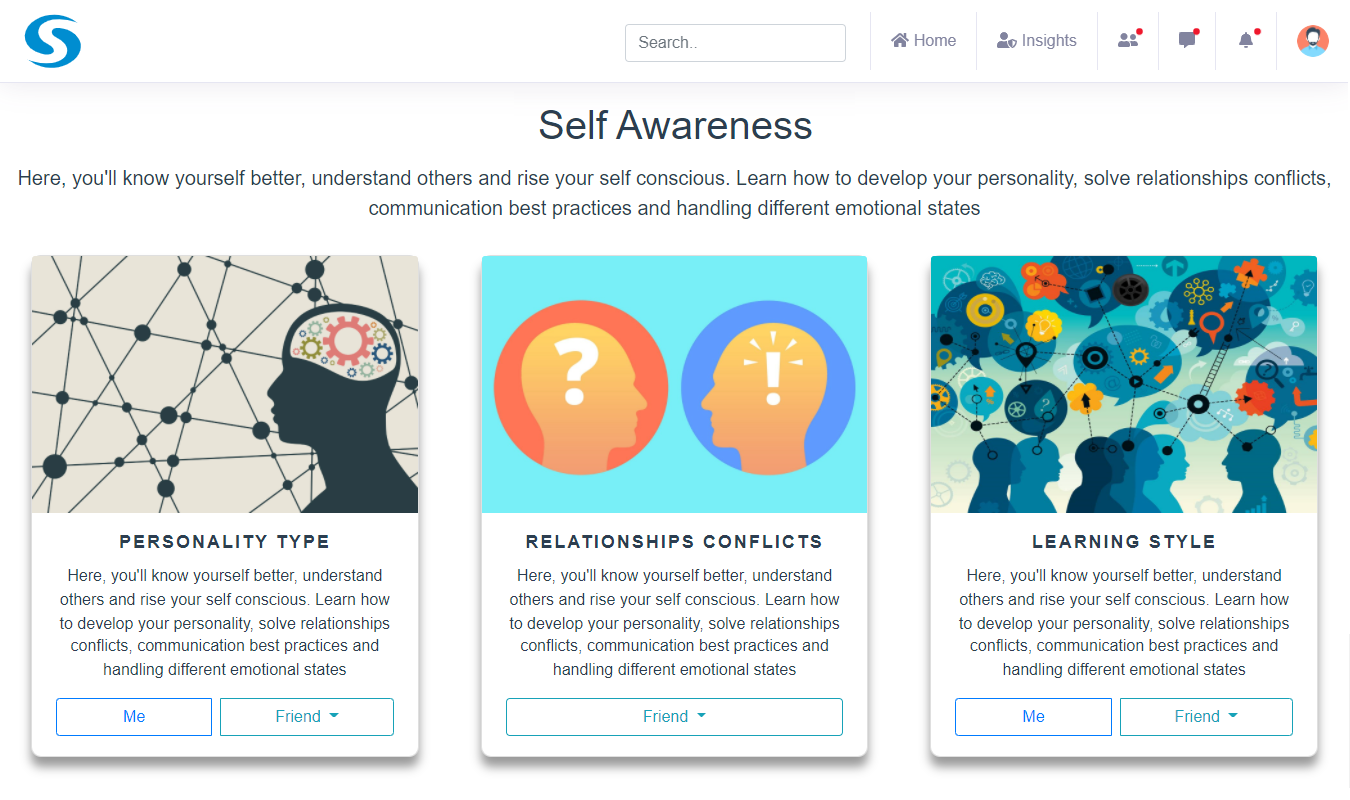 Search..
Home
Insights
Self Awareness
Here, you'll know yourself better, understand others and rise your self conscious. Learn how to develop your personality, solve relationships conflicts,
communication best practices and handling different emotional states
PERSONALITY TYPE
Here, you'll know yourself better, understand
others and rise your self conscious. Learn how
to develop your personality, solve relationships
conflicts, communication best practices and
handling different emotional states
Me
Friend
RELATIONSHIPS CONFLICTS
Here, you'll know yourself better, understand
others and rise your self conscious. Learn how
to develop your personality, solve relationships
conflicts, communication best practices and
handling different emotional states
Friend
LEARNING STYLE
Here, you'll know yourself better, understand
others and rise your self conscious. Learn how
to develop your personality, solve relationships
conflicts, communication best practices and
handling different emotional states
Me
Friend